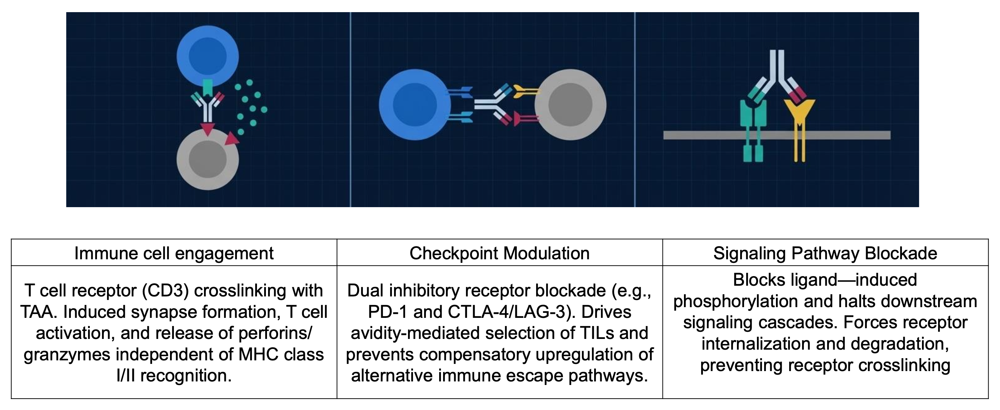 Immune cell engagement
Checkpoint Modulation
Signaling Pathway Blockade
T cell receptor (CD3) crosslinking with
TAA. Induced synapse formation, T cell
activation, and release of perforins/
granzymes independent of MHC class
I/II recognition.
Dual inhibitory receptor blockade (e.g.,
PD-1 and CTLA-4/LAG-3). Drives
avidity-mediated selection of TILs and
prevents compensatory upregulation of
alternative immune escape pathways.
Blocks ligand—induced
phosphorylation and halts downstream
signaling cascades. Forces receptor
internalization and degradation,
preventing receptor crosslinking